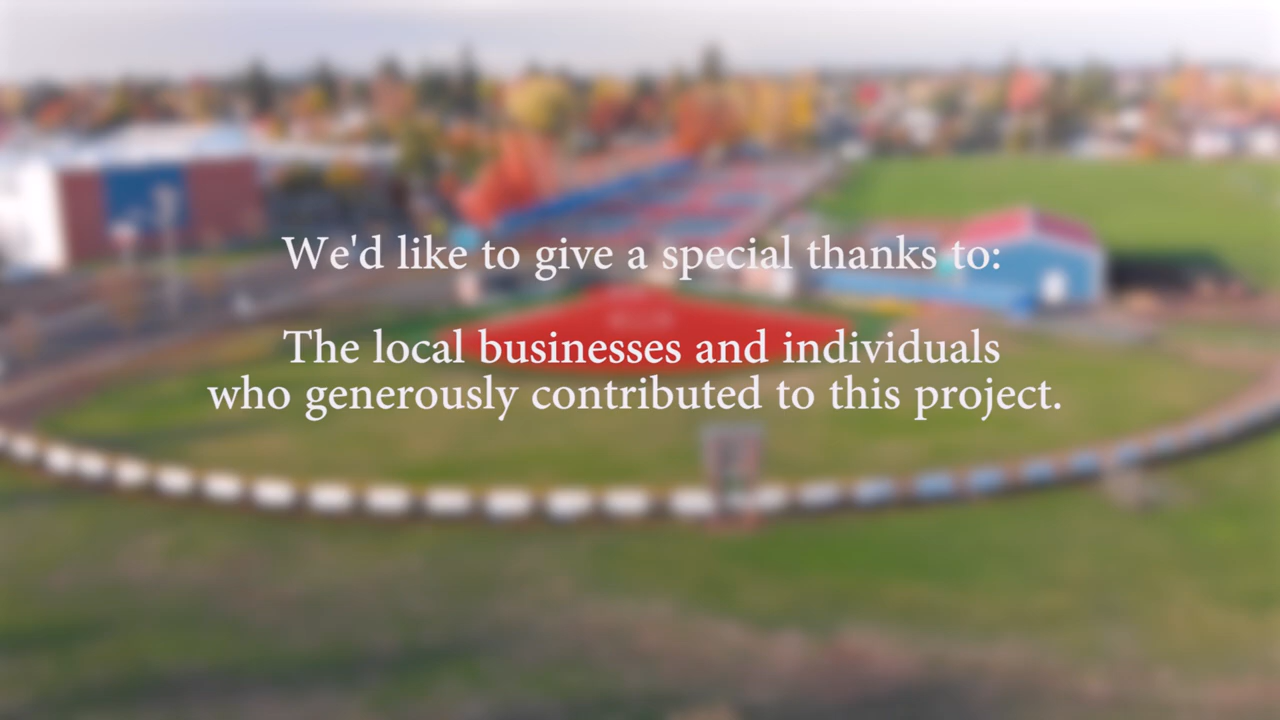 We'd like to give a special thanks to:
The local businesses and individuals
who generously contributed to this project.